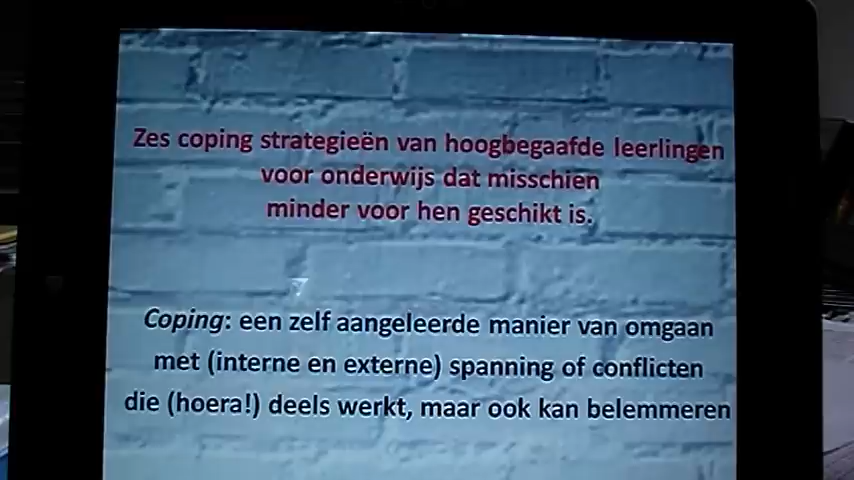 Zes coping strategieën van hoogbegaafde leerlingen
voor onderwijs dat misschien
minder voor hen geschikt is.
Coping: een zelf aangeleerde manier van omgaan
met (interne en externe) spanning of conflicten
die (hoera!) deels werkt, maar ook kan belemmeren